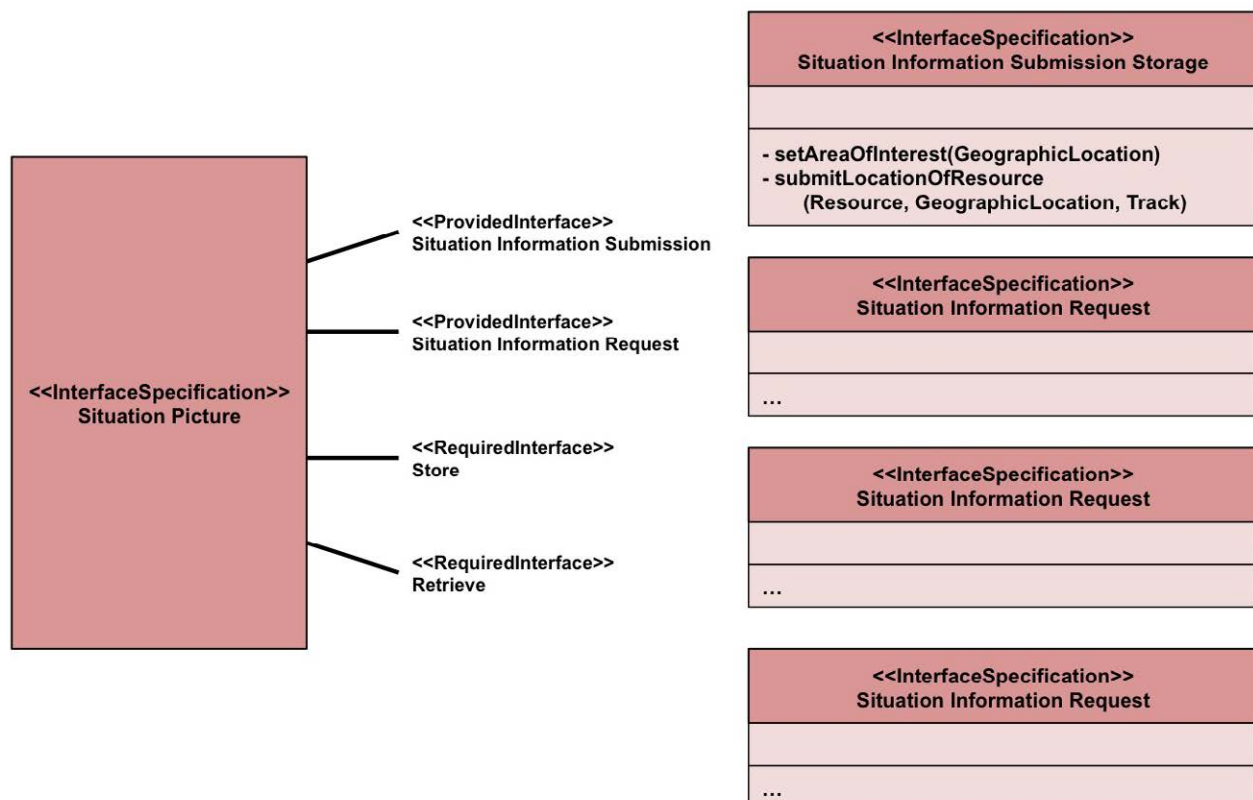 <<InterfaceSpecification>>
Situation Picture
<<ProvidedInterface>>
Situation Information Submission
<<ProvidedInterface>>
Situation Information Request
<<RequiredInterface>>
Store
<<RequiredInterface>>
Retrieve
<<InterfaceSpecification>>
Situation Information Submission Storage
- setAreaOfInterest(GeographicLocation)
- submitLocationOfResource
(Resource, GeographicLocation, Track)
<<InterfaceSpecification>>
Situation Information Request
...
<<InterfaceSpecification>>
Situation Information Request
...
<<InterfaceSpecification>>
Situation Information Request
...